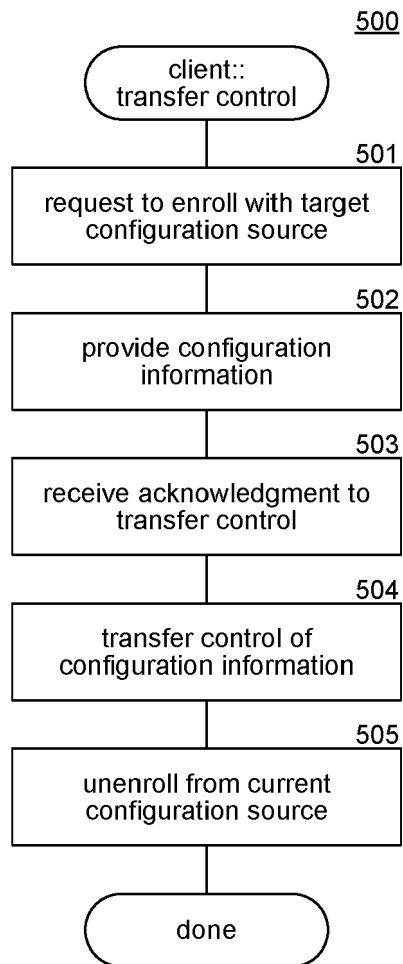 500
client::
transfer control
501
request to enroll with target
configuration source
502
provide configuration
information
503
receive acknowledgment to
transfer control
504
transfer control of
configuration information
505
unenroll from current
configuration source
done